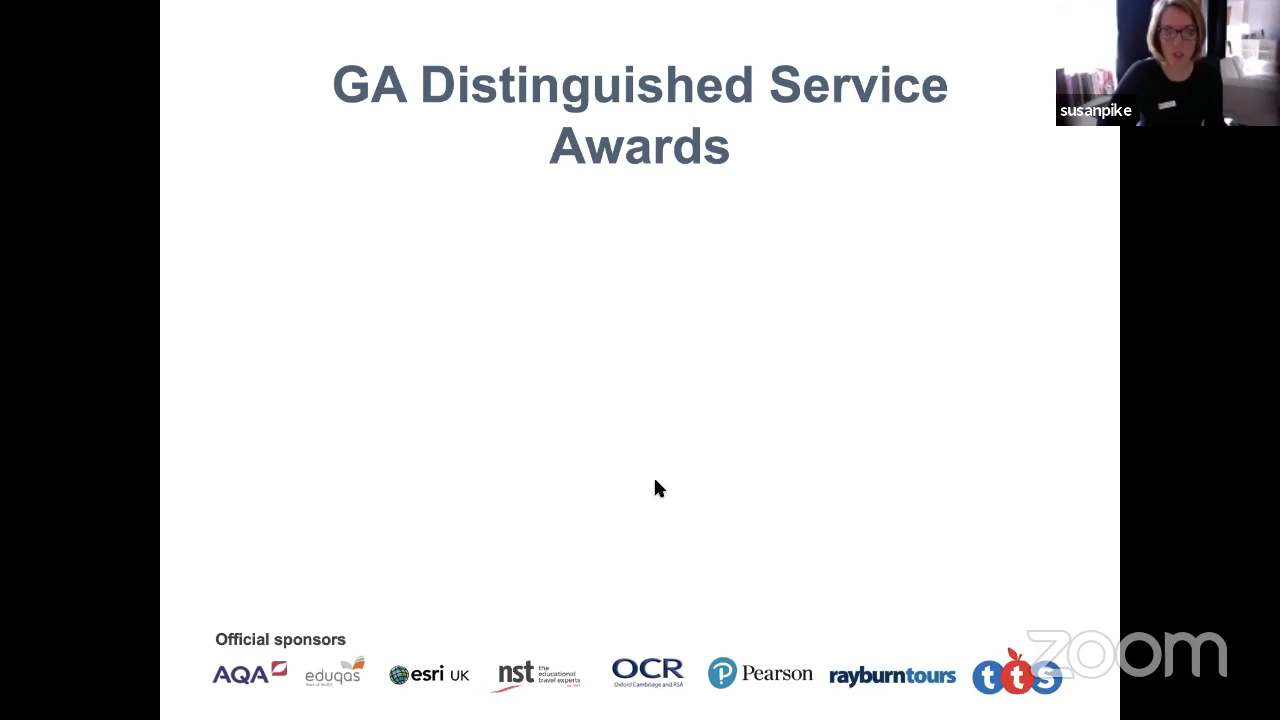 GA Distinguished Service
Awards
susanpike
Official sponsors
AQA
eduqas
esri UK
nst
the
educational
travel experts
OCR
Oxford Cambridge and RSA
Pearson
rayburntours
tts
zoom